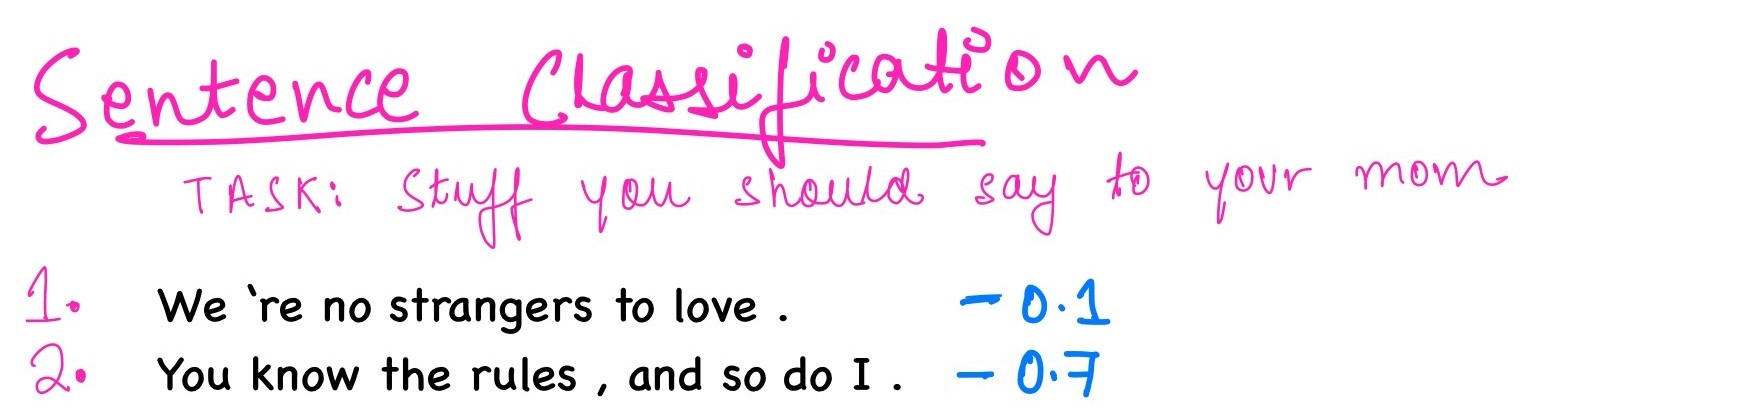 Sentence Classification
TASK: Stuff you should say to your mom
1. We 're no strangers to love . - 0.1
2. You know the rules , and so do I . - 0.7